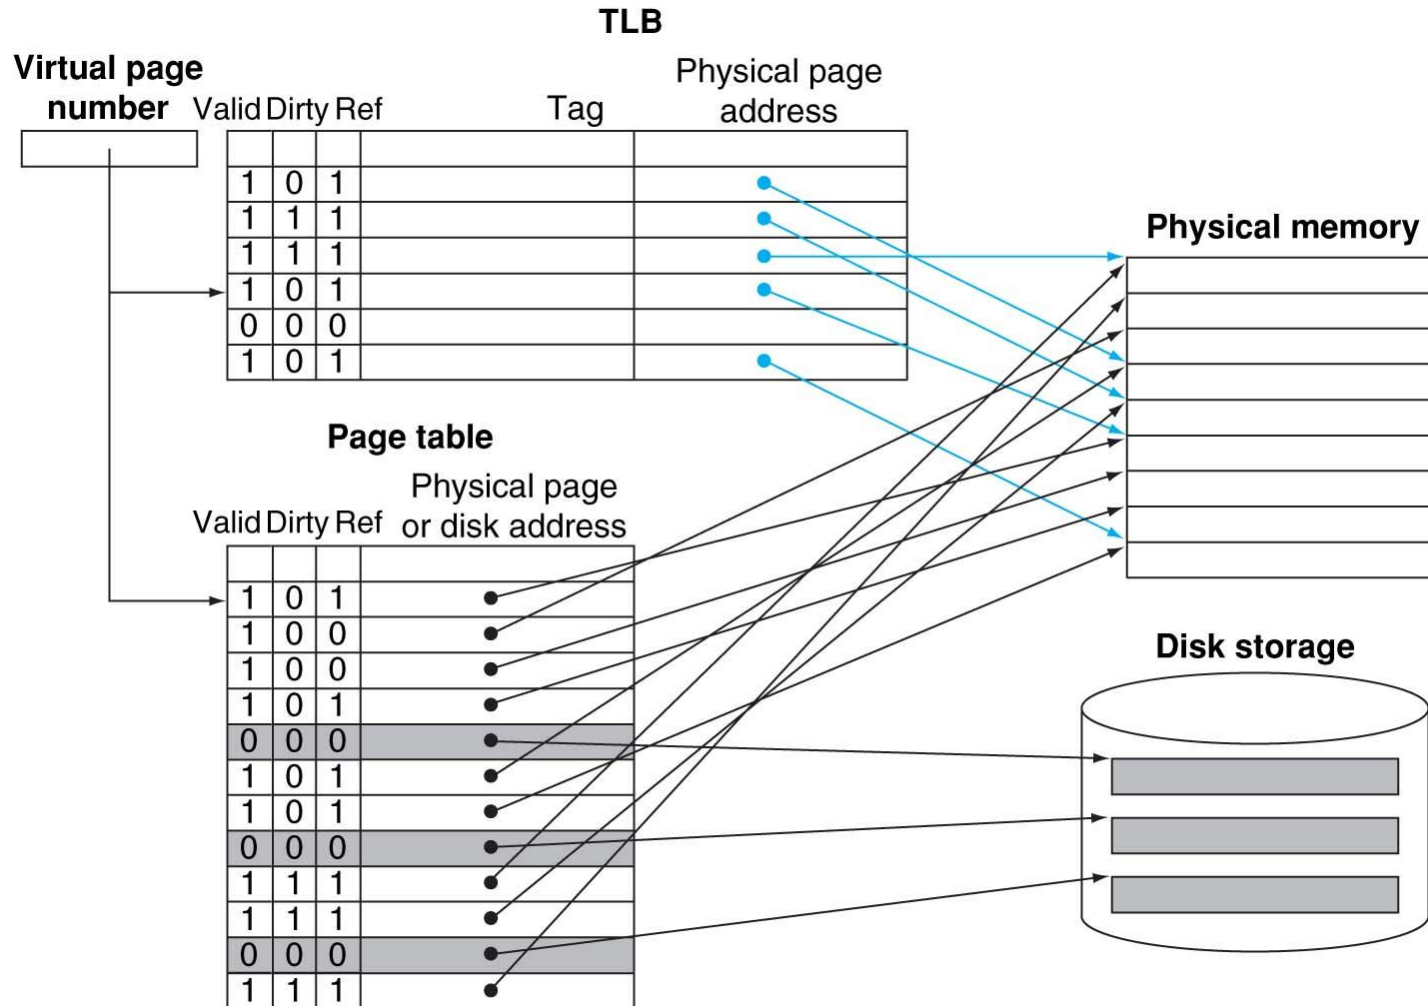 TLB
Virtual page
number
Valid Dirty Ref
Tag
Physical page
address
1 0 1
1 1 1
1 1 1
1 0 1
0 0 0
1 0 1
Physical memory
Page table
Physical page
or disk address
Valid Dirty Ref
1 0 1
1 0 0
1 0 0
1 0 1
0 0 0
1 0 1
1 0 1
0 0 0
1 1 1
1 1 1
0 0 0
1 1 1
Disk storage